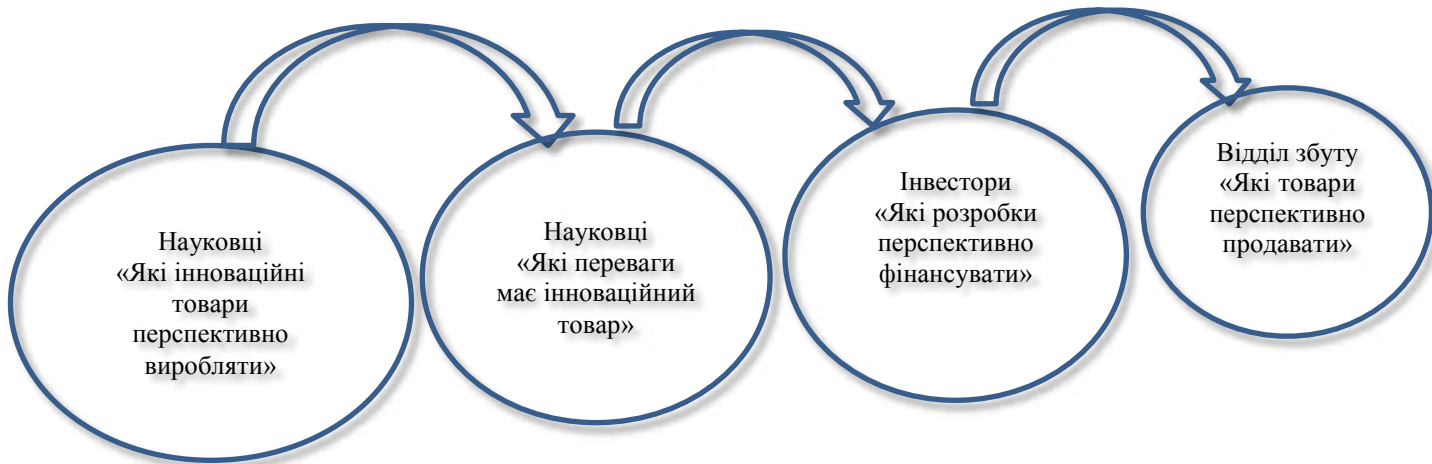 Науковці
«Які інноваційні
товари
перспективно
виробляти»
Науковці
«Які переваги
має інноваційний
товар»
Інвестори
«Які розробки
перспективно
фінансувати»
Відділ збуту
«Які товари
перспективно
продавати»